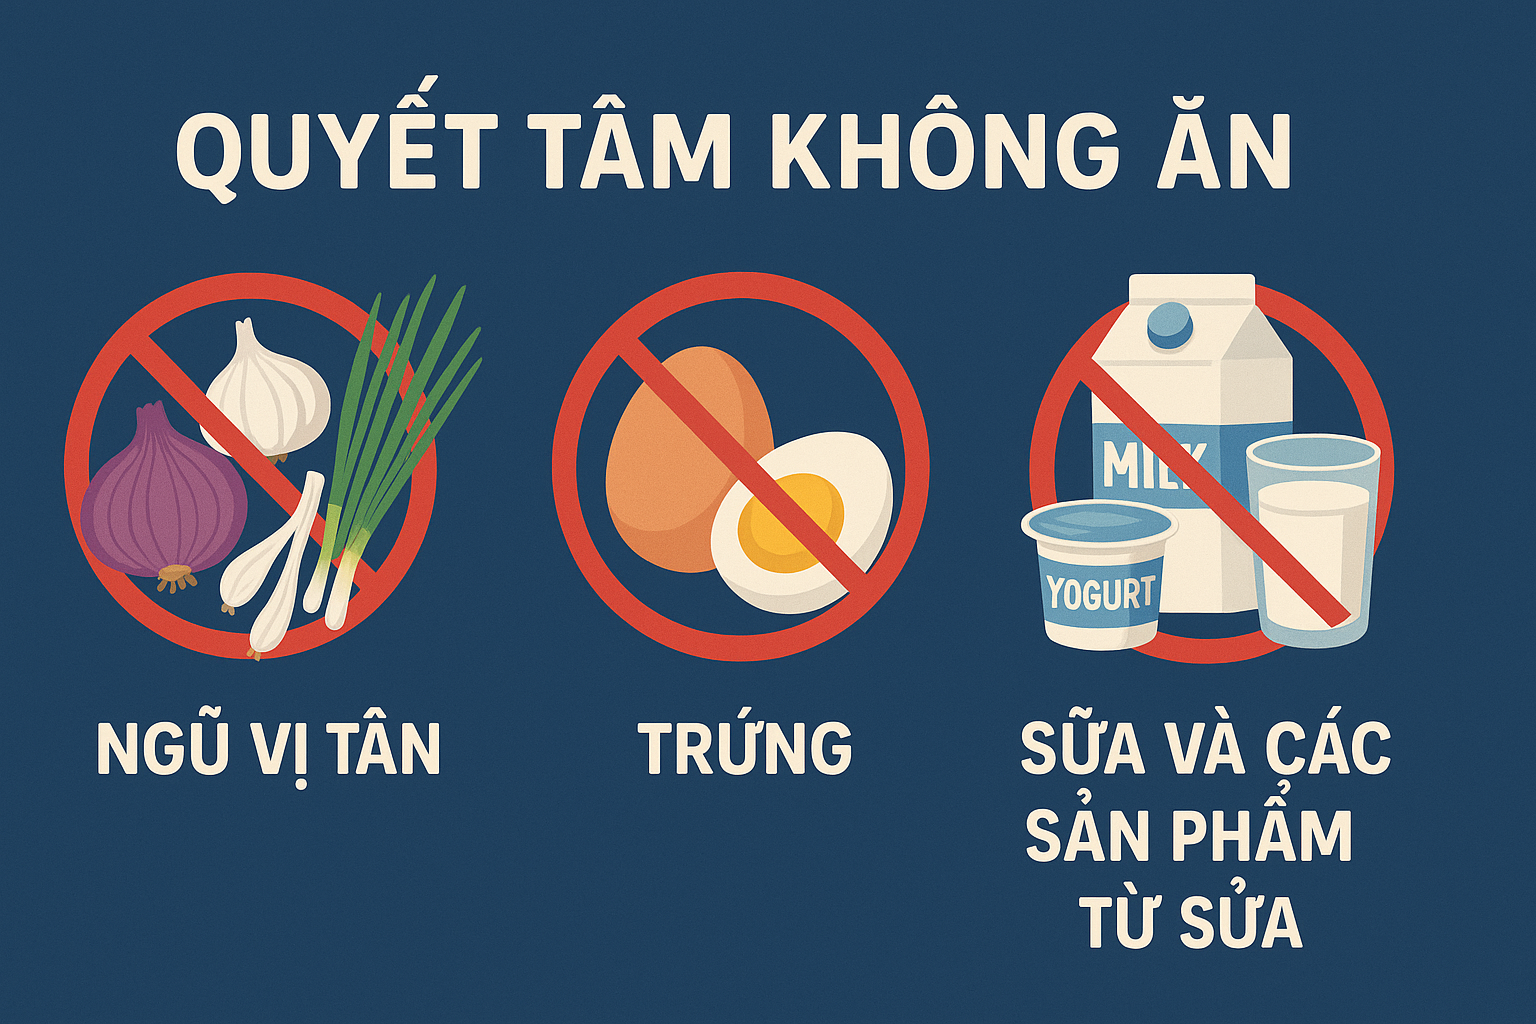 QUYẾT TÂM KHÔNG ĂN
MILK
YOGURT
NGŨ VỊ TÂN
TRỨNG
SỮA VÀ CÁC
SẢN PHẨM
TỪ SỬA